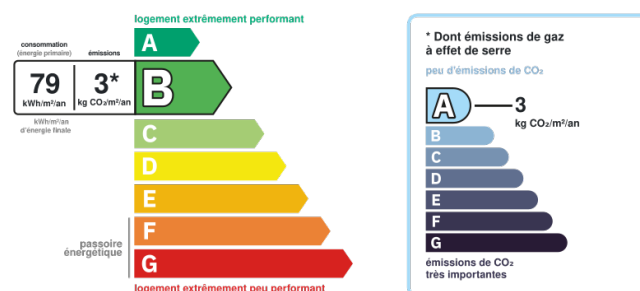 logement extrêmement performant
consommation
(énergie primaire)
émissions
79
kWh/m²/an
3*
kg CO₂/m²/an
kWh/m²/an
d'énergie finale
A
B
C
D
E
F
G
passoire
énergétique
logement extrêmement peu performant
* Dont émissions de gaz
à effet de serre
peu d'émissions de CO₂
A
3
kg CO₂/m²/an
B
C
D
E
F
G
émissions de CO₂
très importantes